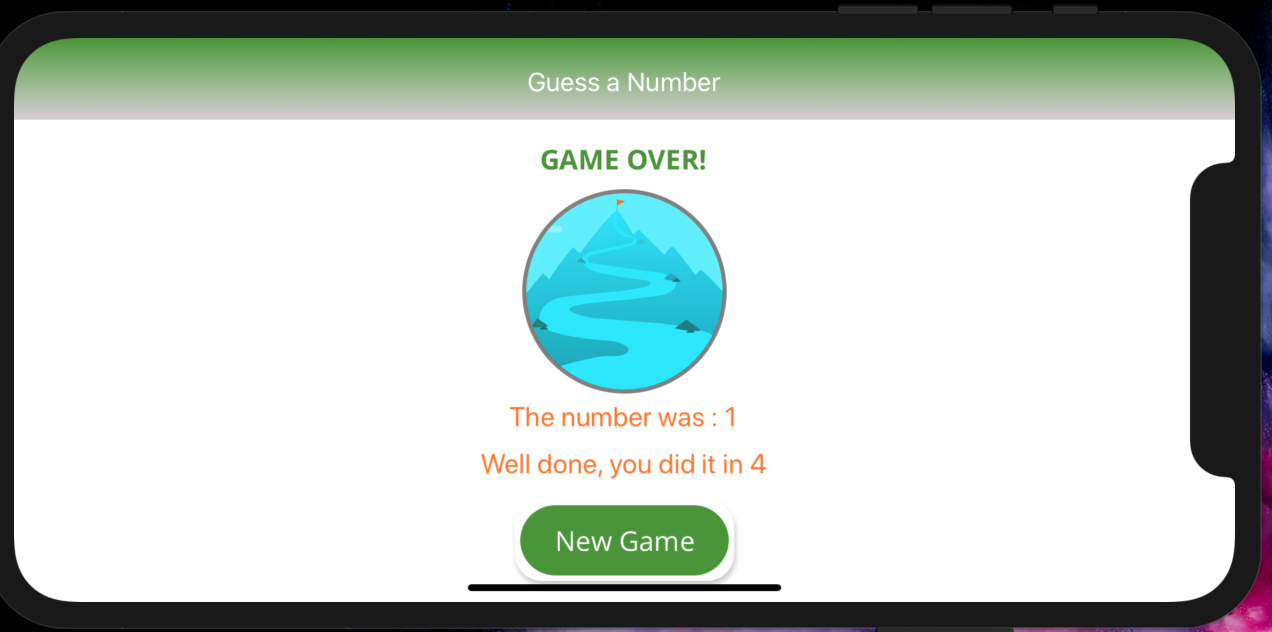 Guess a Number
GAME OVER!
The number was : 1
Well done, you did it in 4
New Game